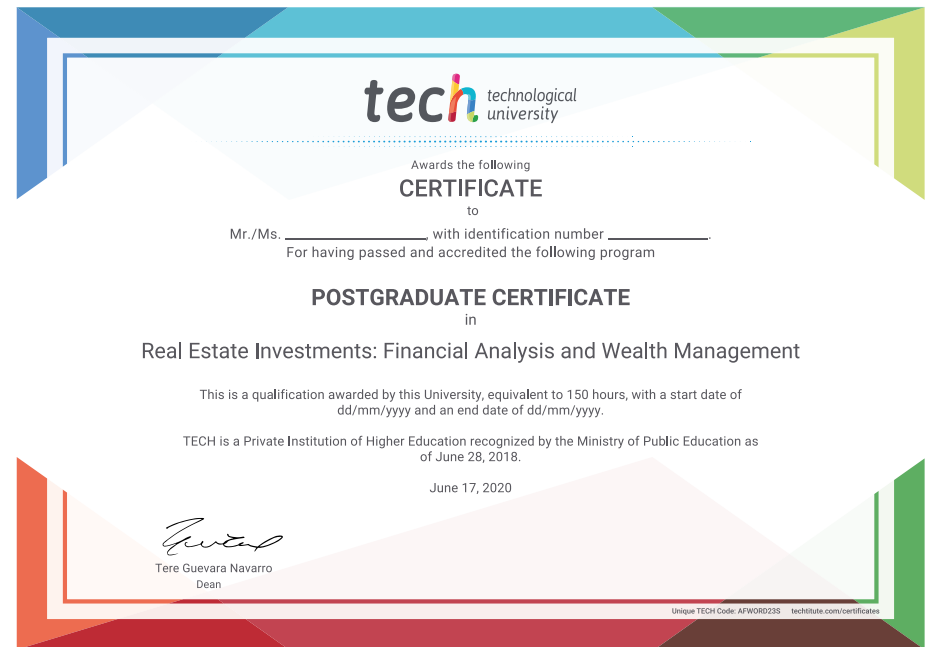 tech technological
university
Awards the following
CERTIFICATE
to
Mr./Ms. ____________________, with identification number ______________.
For having passed and accredited the following program
POSTGRADUATE CERTIFICATE
in
Real Estate Investments: Financial Analysis and Wealth Management
This is a qualification awarded by this University, equivalent to 150 hours, with a start date of
dd/mm/yyyy and an end date of dd/mm/yyyy.
TECH is a Private Institution of Higher Education recognized by the Ministry of Public Education as
of June 28, 2018.
June 17, 2020
Tere Guevara Navarro
Dean
Unique TECH Code: AFWORD23S techtitute.com/certificates